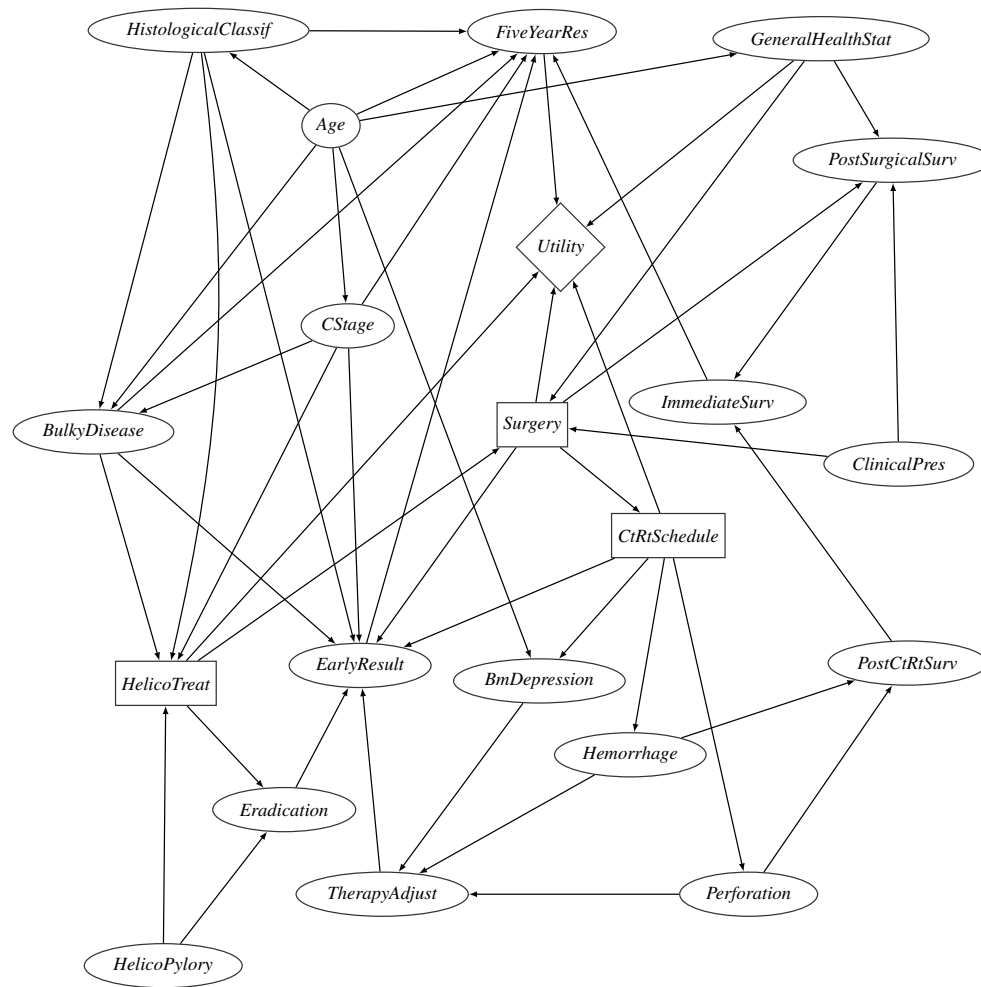 HistologicalClassif
FiveYearRes
GeneralHealthStat
Age
PostSurgicalSurv
Utility
CStage
ImmediateSurv
BulkyDisease
Surgery
ClinicalPres
CtRtSchedule
EarlyResult
PostCtRtSurv
HelicoTreat
BmDepression
Hemorrhage
Eradication
TherapyAdjust
Perforation
HelicoPylory